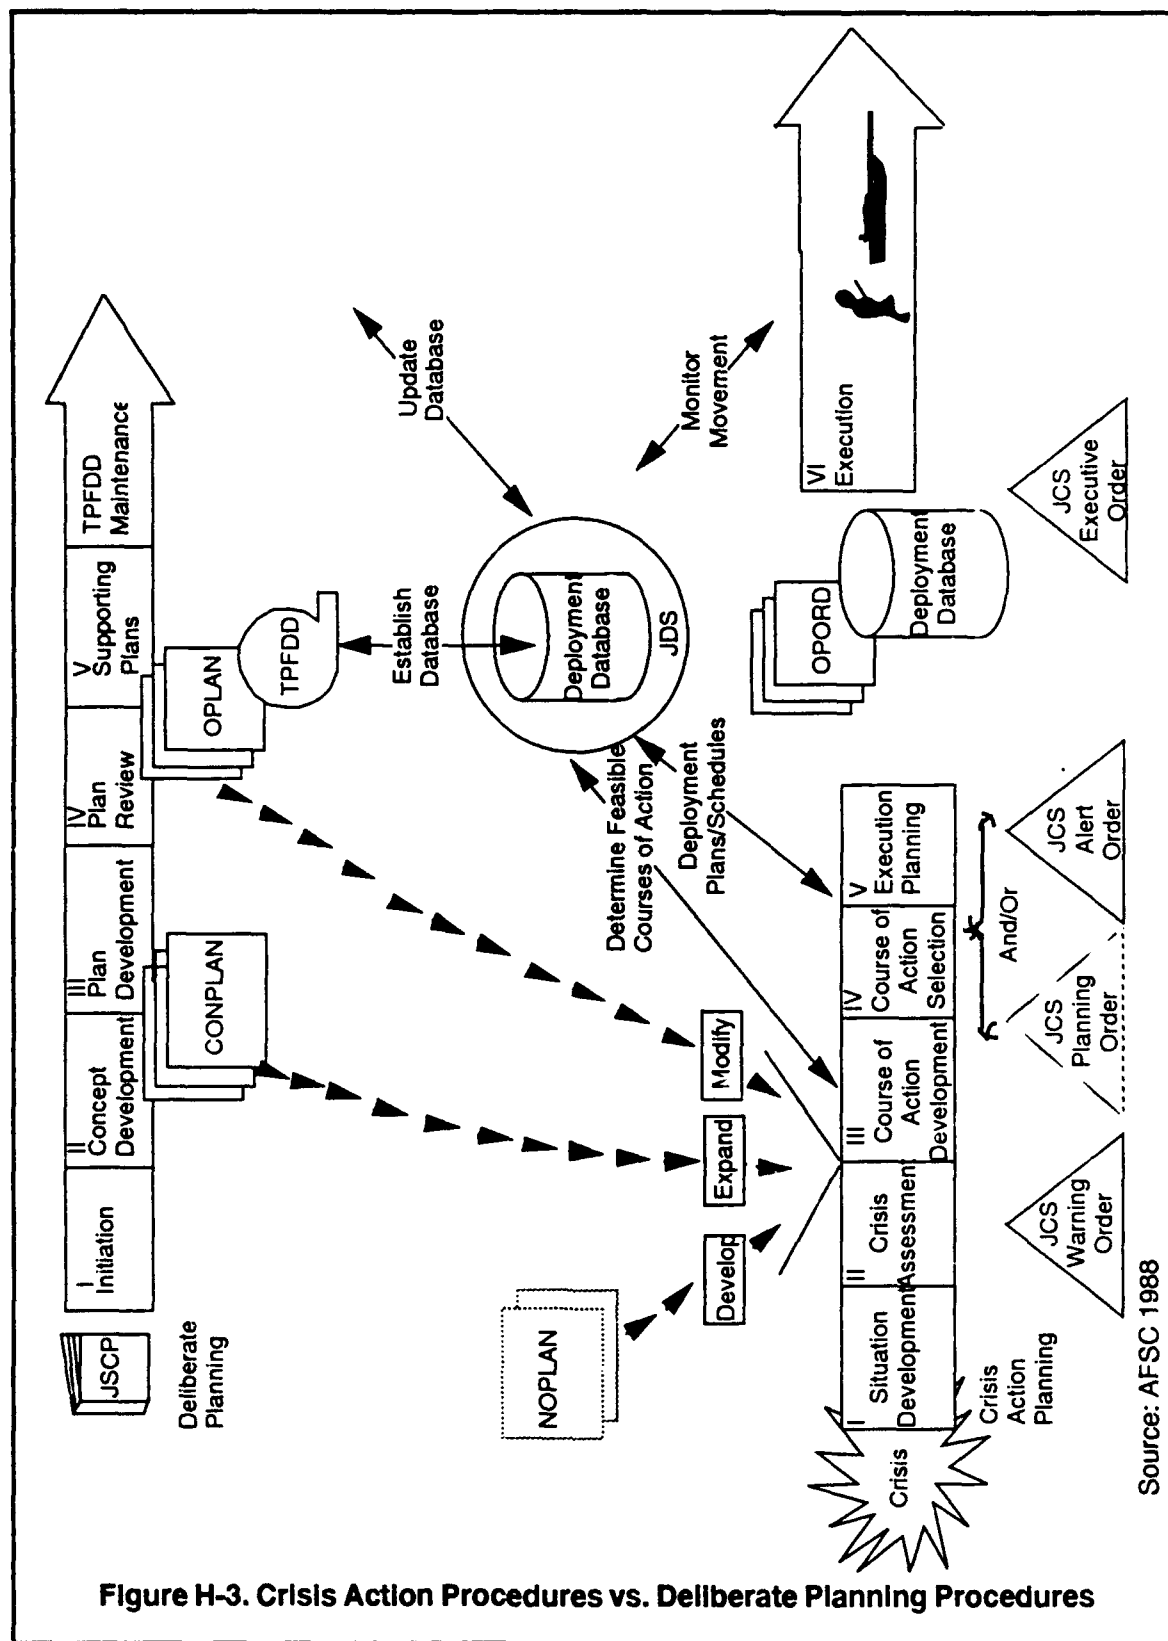 JSCP
Deliberate
Planning
I
Initiation
II
Concept
Development
III
Plan
Development
IV
Plan
Review
V
Supporting
Plans
TPFDD
Maintenance
CONPLAN
OPLAN
TPFDD
Establish
Database
Update
Database
NOPLAN
Develop
Expand
Modify
Determine Feasible
Courses of Action
Deployment
Plans/Schedules
Deployment
Database
JDS
Monitor
Movement
Crisis
Crisis
Action
Planning
I
Situation
Development
II
Crisis
Assessment
III
Course of
Action
Development
IV
Course of
Action
Selection
V
Execution
Planning
OPORD
Deployment
Database
VI
Execution
JCS
Warning
Order
JCS
Planning
Order
And/Or
JCS
Alert
Order
JCS
Executive
Order
Source: AFSC 1988
Figure H-3. Crisis Action Procedures vs. Deliberate Planning Procedures